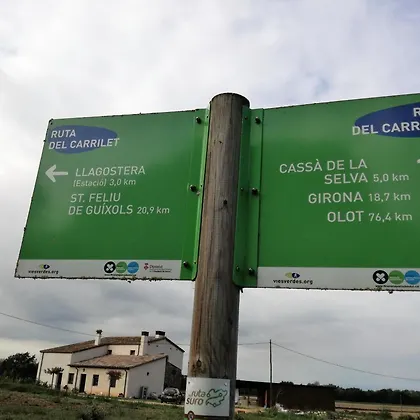 RUTA
DEL CARRILET
LLAGOSTERA
(Estació) 3,0 km
ST. FELIU
DE GUÍXOLS 20,9 km
viesverdes.org
R
DEL CARR
CASSÀ DE LA
SELVA 5,0 km
GIRONA 18,7 km
OLOT 76,4 km
viesverdes.org
ruta
suro